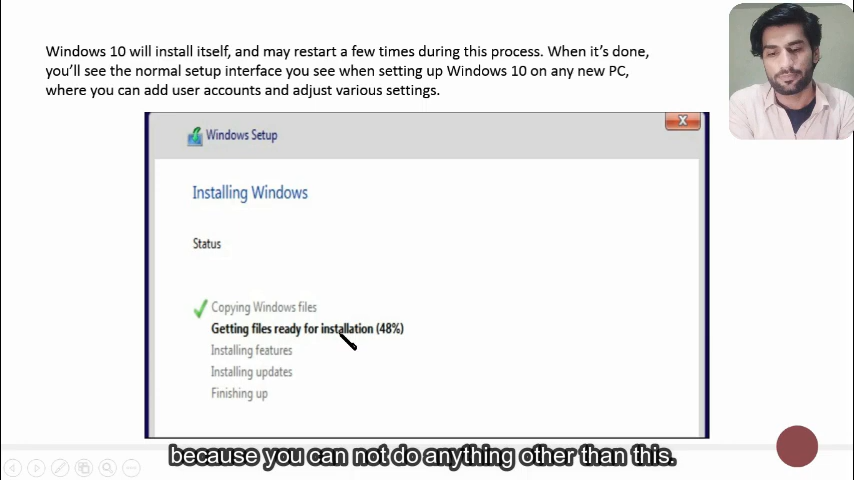 Windows 10 will install itself, and may restart a few times during this process. When it's done,
you'll see the normal setup interface you see when setting up Windows 10 on any new PC,
where you can add user accounts and adjust various settings.
Windows Setup
X
Installing Windows
Status
Copying Windows files
Getting files ready for installation (48%)
Installing features
Installing updates
Finishing up
because you can not do anything other than this.